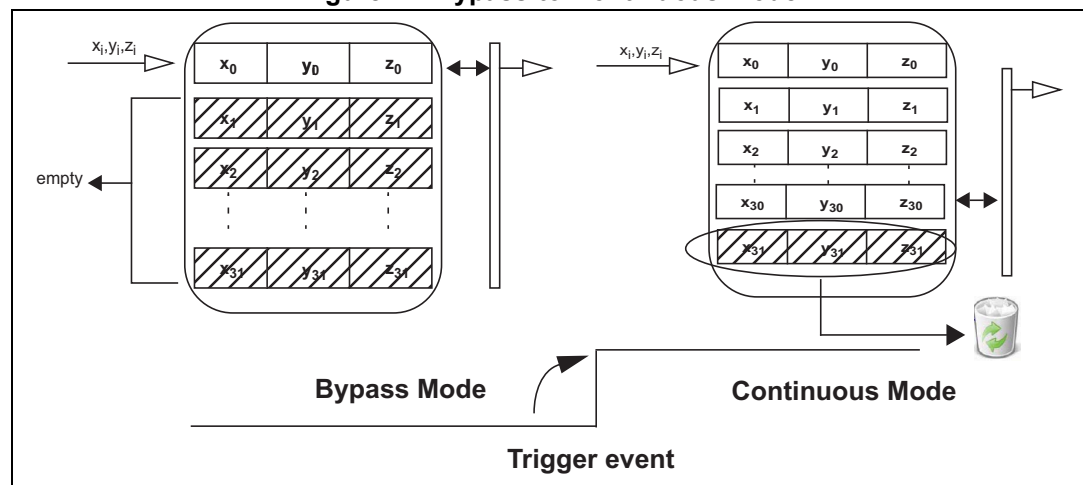 xi,yi,zi
x0 y0 z0
x1 y1 z1
x2 y2 z2
empty
x31 y31 z31
xi,yi,zi
x0 y0 z0
x1 y1 z1
x2 y2 z2
x30 y30 z30
x31 y31 z31
Bypass Mode
Continuous Mode
Trigger event